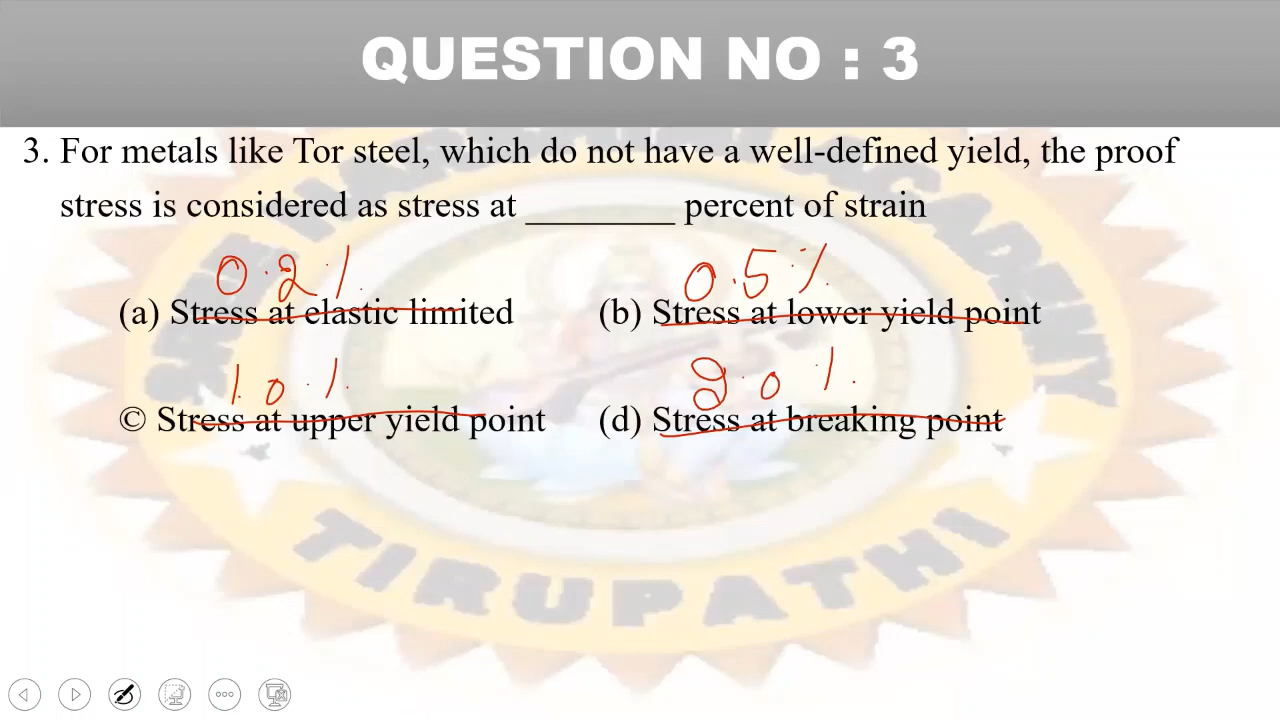 QUESTION NO : 3
3. For metals like Tor steel, which do not have a well-defined yield, the proof
stress is considered as stress at ________ percent of strain
0.2%
0.5%
(a) Stress at elastic limited
(b) Stress at lower yield point
1.0%
2.0%
© Stress at upper yield point
(d) Stress at breaking point
TIRUPATHI